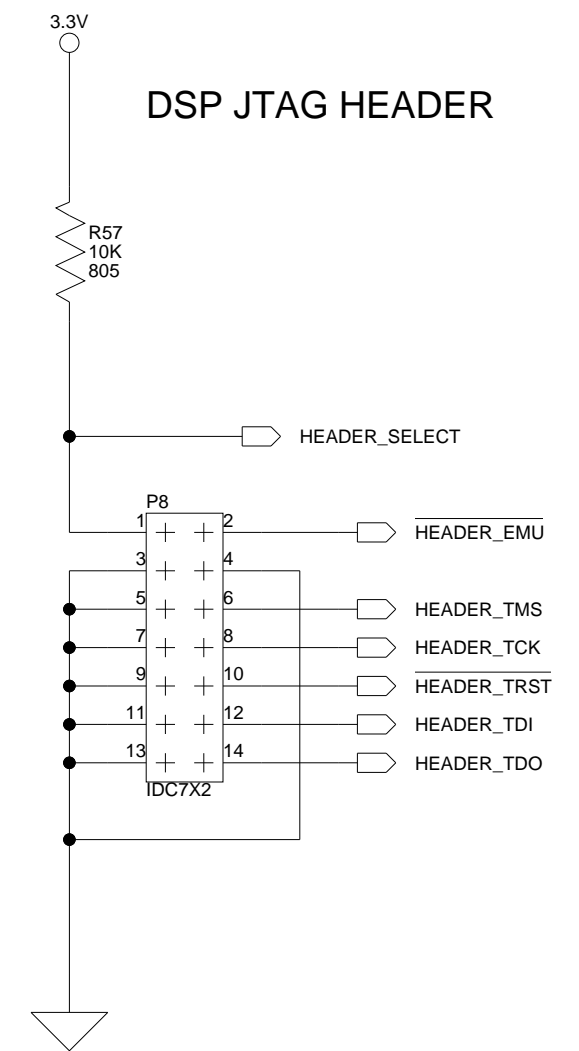 3.3V
DSP JTAG HEADER
R57
10K
805
HEADER_SELECT
P8
1 2 HEADER_EMU
3 4
5 6 HEADER_TMS
7 8 HEADER_TCK
9 10 HEADER_TRST
11 12 HEADER_TDI
13 14 HEADER_TDO
IDC7X2